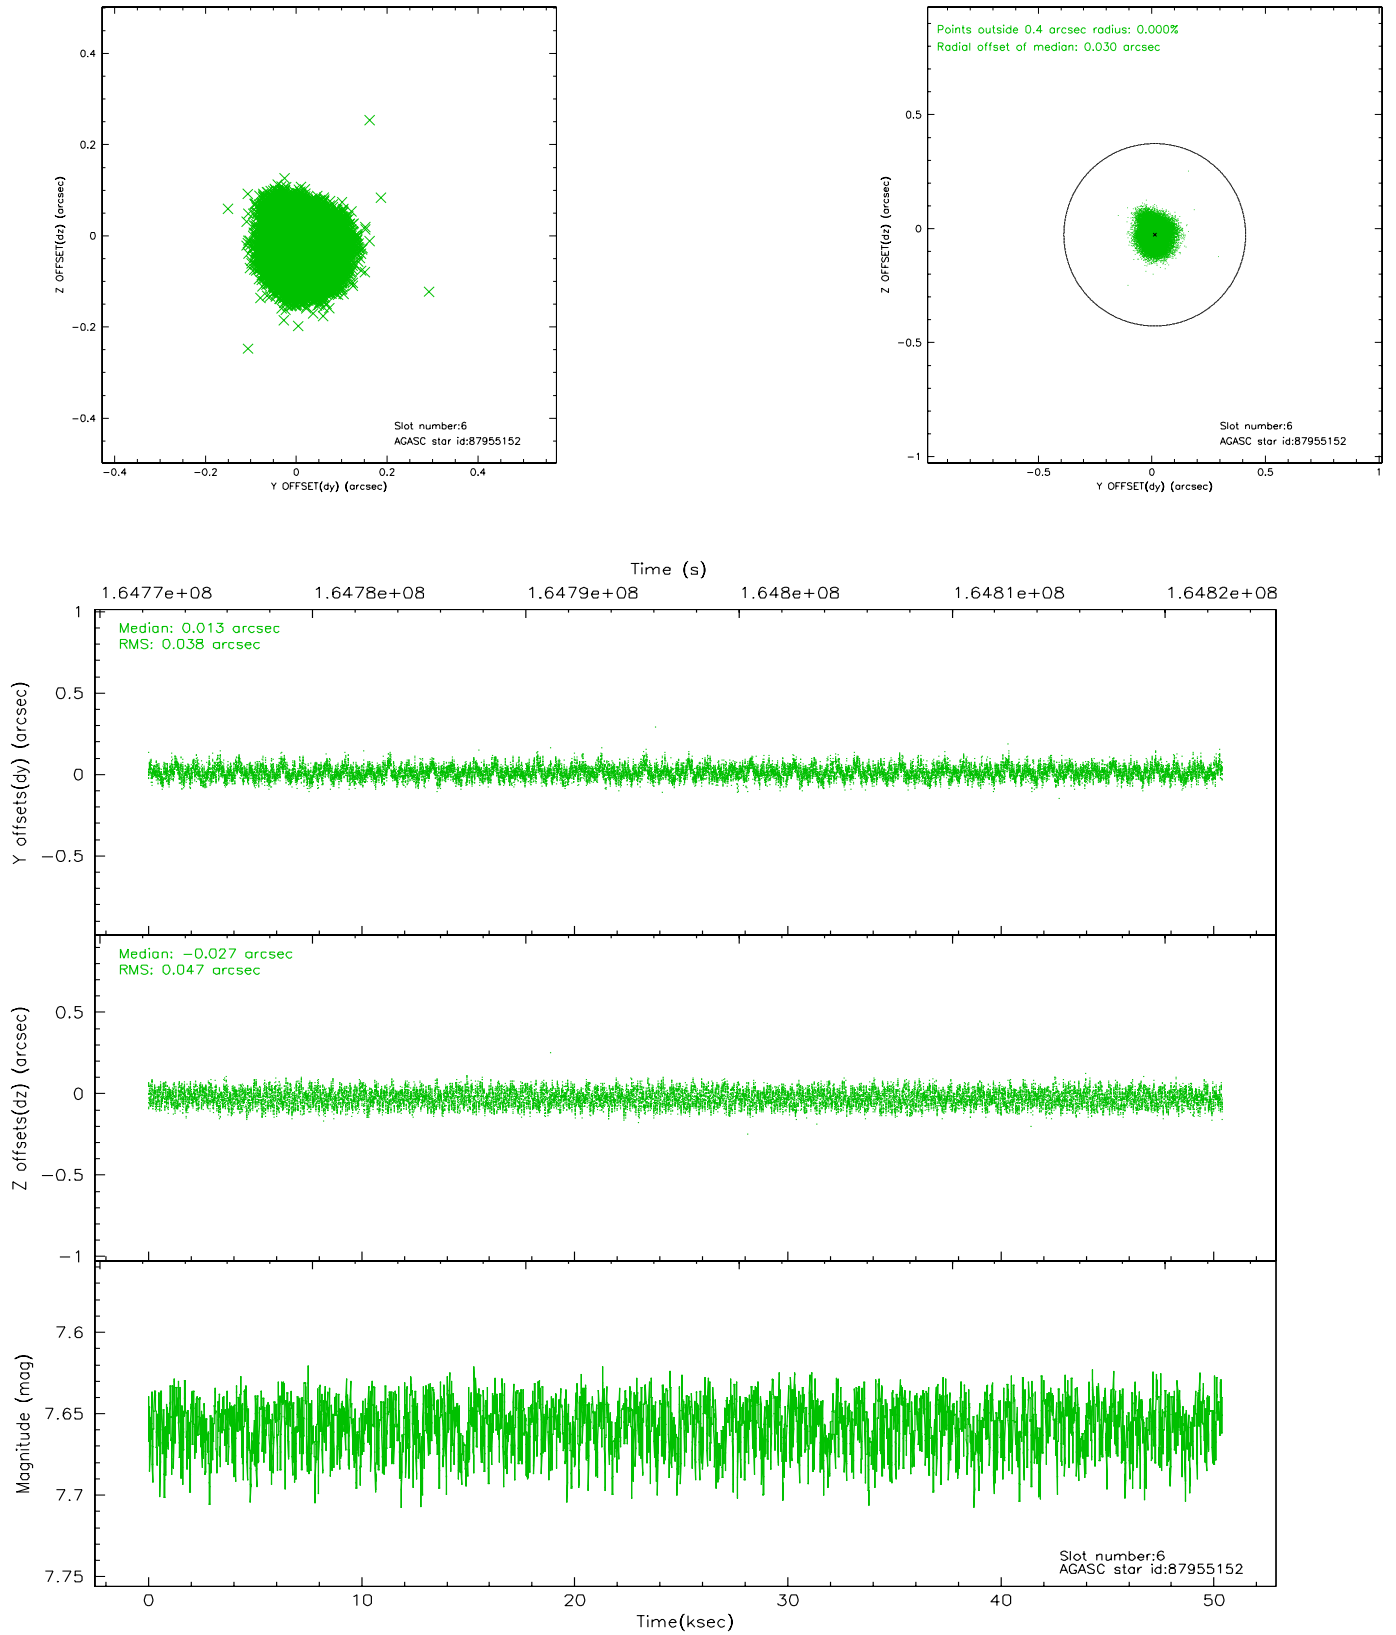 0.4
0.2
0
−0.2
−0.4
Z OFFSET(dz) (arcsec)
Slot number:6
AGASC star id:87955152
−0.4 −0.2 0 0.2 0.4
Y OFFSET(dy) (arcsec)
Points outside 0.4 arcsec radius: 0.000%
Radial offset of median: 0.030 arcsec
0.5
0
−0.5
−1
Z OFFSET(dz) (arcsec)
Slot number:6
AGASC star id:87955152
−0.5 0 0.5 1
Y OFFSET(dy) (arcsec)
Time (s)
1.6477e+08 1.6478e+08 1.6479e+08 1.648e+08 1.6481e+08 1.6482e+08
Median: 0.013 arcsec
RMS: 0.038 arcsec
1
0.5
0
−0.5
Y offsets(dy) (arcsec)
Median: −0.027 arcsec
RMS: 0.047 arcsec
0.5
0
−0.5
−1
Z offsets(dz) (arcsec)
7.6
7.65
7.7
7.75
Magnitude (mag)
Slot number:6
AGASC star id:87955152
0 10 20 30 40 50
Time(ksec)